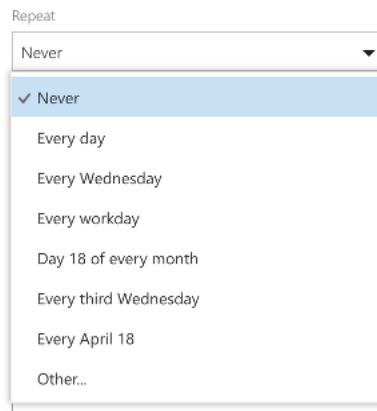 Repeat
Never
Never
Every day
Every Wednesday
Every workday
Day 18 of every month
Every third Wednesday
Every April 18
Other...